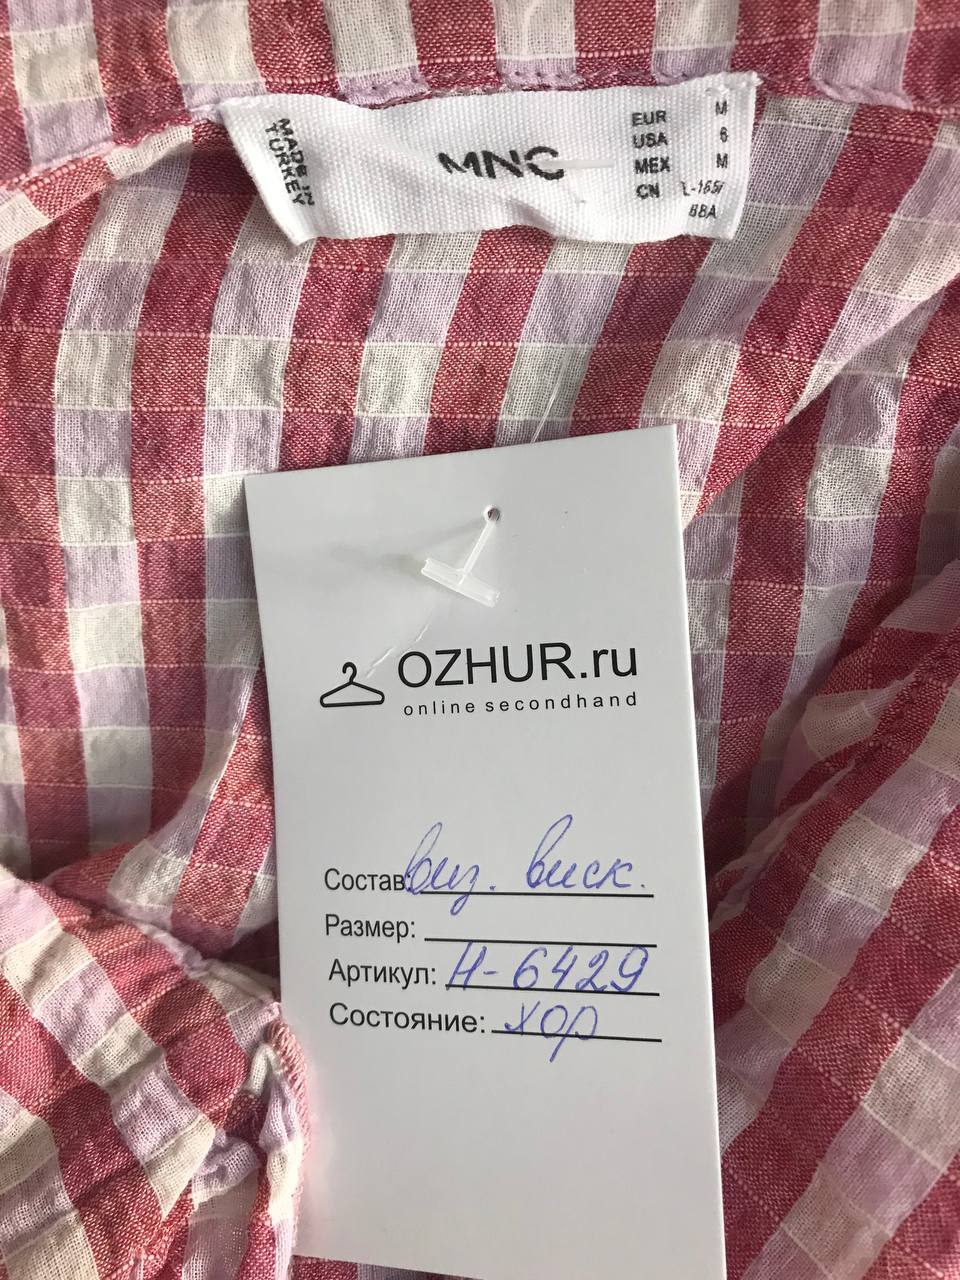 MADE IN
TURKEY
MNG
EUR M
USA 6
MEX M
CN L-165/
88A
OZHUR.ru
online secondhand
Состав: виз. виск.
Размер:
Артикул: Н-6429
Состояние: хор